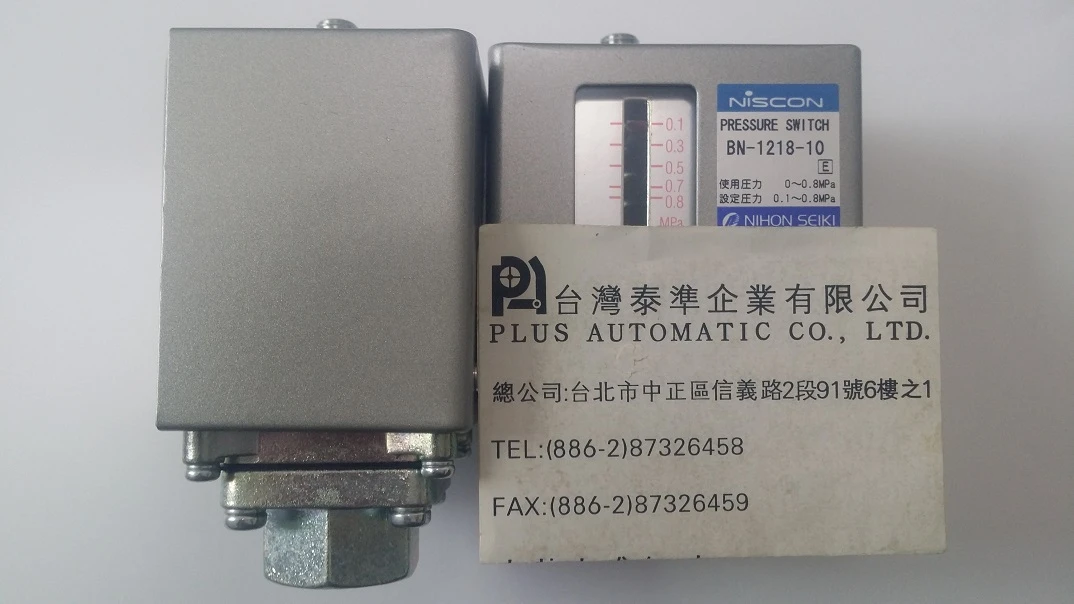 0.1
0.3
0.5
0.7
0.8
MPa
NISCON
PRESSURE SWITCH
BN-1218-10
E
使用圧力 0~0.8MPa
設定圧力 0.1~0.8MPa
NIHON SEIKI
台灣泰準企業有限公司
PLUS AUTOMATIC CO., LTD.
總公司:台北市中正區信義路2段91號6樓之1
TEL:(886-2)87326458
FAX:(886-2)87326459